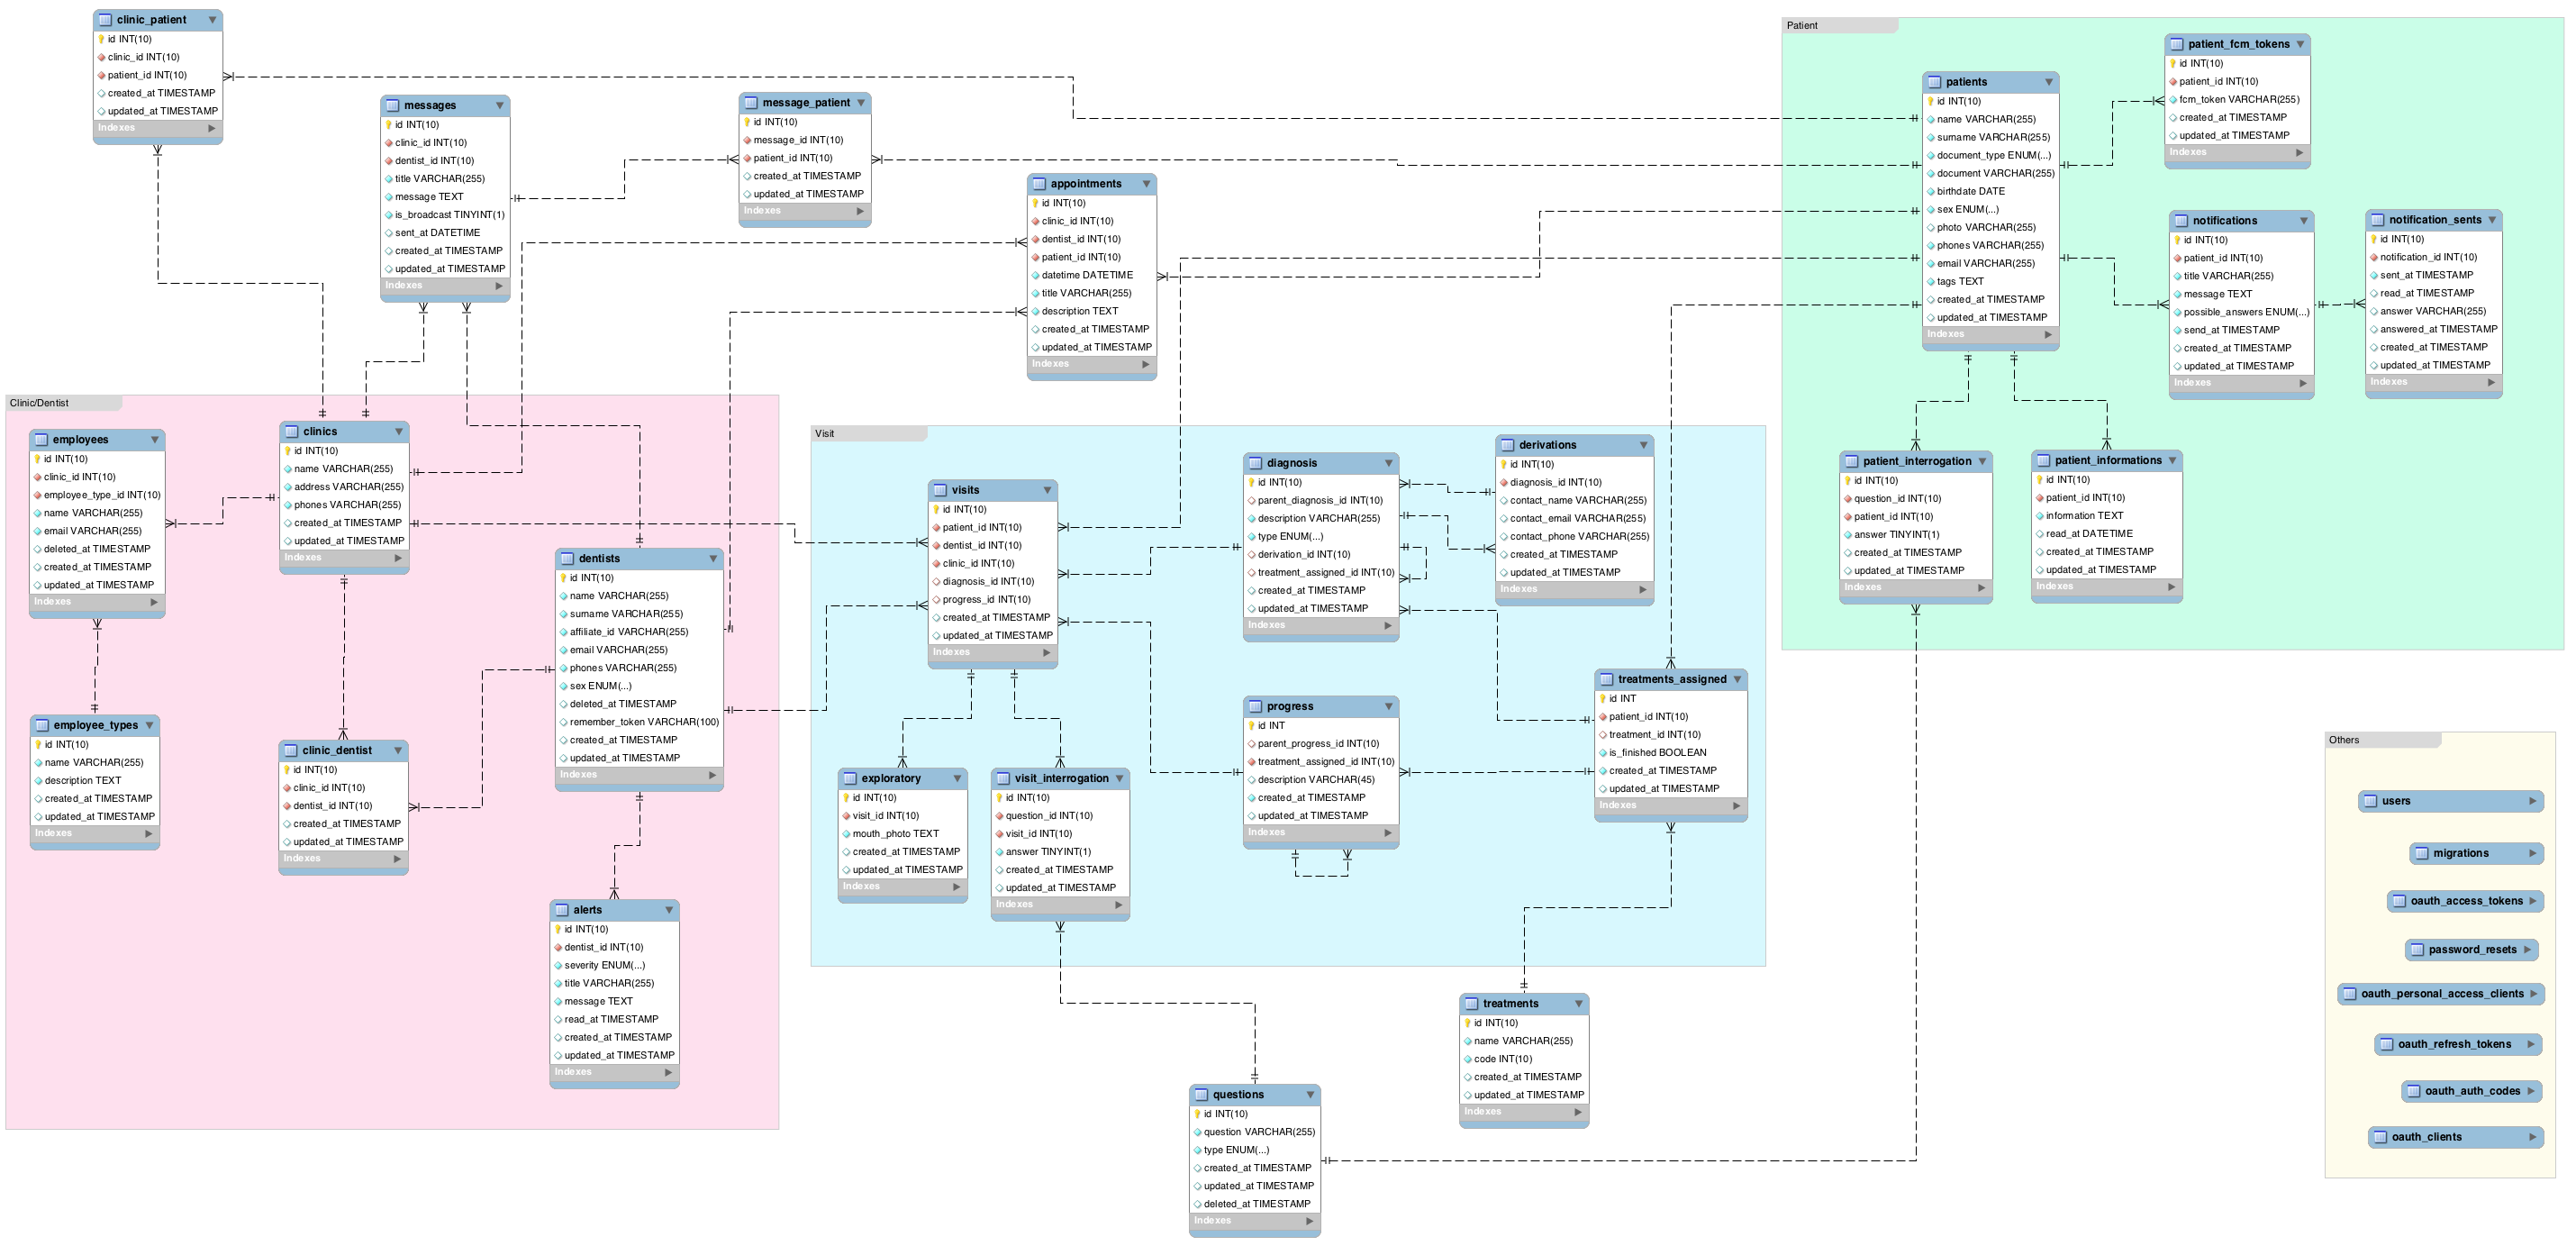 clinic_patient
id INT(10)
clinic_id INT(10)
patient_id INT(10)
created_at TIMESTAMP
updated_at TIMESTAMP
Indexes
messages
id INT(10)
clinic_id INT(10)
dentist_id INT(10)
title VARCHAR(255)
message TEXT
is_broadcast TINYINT(1)
sent_at DATETIME
created_at TIMESTAMP
updated_at TIMESTAMP
Indexes
message_patient
id INT(10)
message_id INT(10)
patient_id INT(10)
created_at TIMESTAMP
updated_at TIMESTAMP
Indexes
appointments
id INT(10)
clinic_id INT(10)
dentist_id INT(10)
patient_id INT(10)
datetime DATETIME
title VARCHAR(255)
description TEXT
created_at TIMESTAMP
updated_at TIMESTAMP
Indexes
Patient
patients
id INT(10)
name VARCHAR(255)
surname VARCHAR(255)
document_type ENUM(...)
document VARCHAR(255)
birthdate DATE
sex ENUM(...)
photo VARCHAR(255)
phones VARCHAR(255)
email VARCHAR(255)
tags TEXT
created_at TIMESTAMP
updated_at TIMESTAMP
Indexes
patient_fcm_tokens
id INT(10)
patient_id INT(10)
fcm_token VARCHAR(255)
created_at TIMESTAMP
updated_at TIMESTAMP
Indexes
notifications
id INT(10)
patient_id INT(10)
title VARCHAR(255)
message TEXT
possible_answers ENUM(...)
send_at TIMESTAMP
created_at TIMESTAMP
updated_at TIMESTAMP
Indexes
notification_sents
id INT(10)
notification_id INT(10)
sent_at TIMESTAMP
read_at TIMESTAMP
answer VARCHAR(255)
answered_at TIMESTAMP
created_at TIMESTAMP
updated_at TIMESTAMP
Indexes
patient_interrogation
id INT(10)
question_id INT(10)
patient_id INT(10)
answer TINYINT(1)
created_at TIMESTAMP
updated_at TIMESTAMP
Indexes
patient_informations
id INT(10)
patient_id INT(10)
information TEXT
read_at DATETIME
created_at TIMESTAMP
updated_at TIMESTAMP
Indexes
Clinic/Dentist
employees
id INT(10)
clinic_id INT(10)
employee_type_id INT(10)
name VARCHAR(255)
email VARCHAR(255)
deleted_at TIMESTAMP
created_at TIMESTAMP
updated_at TIMESTAMP
Indexes
clinics
id INT(10)
name VARCHAR(255)
address VARCHAR(255)
phones VARCHAR(255)
created_at TIMESTAMP
updated_at TIMESTAMP
Indexes
dentists
id INT(10)
name VARCHAR(255)
surname VARCHAR(255)
affiliate_id VARCHAR(255)
email VARCHAR(255)
phones VARCHAR(255)
sex ENUM(...)
deleted_at TIMESTAMP
remember_token VARCHAR(100)
created_at TIMESTAMP
updated_at TIMESTAMP
Indexes
employee_types
id INT(10)
name VARCHAR(255)
description TEXT
created_at TIMESTAMP
updated_at TIMESTAMP
Indexes
clinic_dentist
id INT(10)
clinic_id INT(10)
dentist_id INT(10)
created_at TIMESTAMP
updated_at TIMESTAMP
Indexes
alerts
id INT(10)
dentist_id INT(10)
severity ENUM(...)
title VARCHAR(255)
message TEXT
read_at TIMESTAMP
created_at TIMESTAMP
updated_at TIMESTAMP
Indexes
Visit
visits
id INT(10)
patient_id INT(10)
dentist_id INT(10)
clinic_id INT(10)
diagnosis_id INT(10)
progress_id INT(10)
created_at TIMESTAMP
updated_at TIMESTAMP
Indexes
diagnosis
id INT(10)
parent_diagnosis_id INT(10)
description VARCHAR(255)
type ENUM(...)
derivation_id INT(10)
treatment_assigned_id INT(10)
created_at TIMESTAMP
updated_at TIMESTAMP
Indexes
derivations
id INT(10)
diagnosis_id INT(10)
contact_name VARCHAR(255)
contact_email VARCHAR(255)
contact_phone VARCHAR(255)
created_at TIMESTAMP
updated_at TIMESTAMP
Indexes
treatments_assigned
id INT
patient_id INT(10)
treatment_id INT(10)
is_finished BOOLEAN
created_at TIMESTAMP
updated_at TIMESTAMP
Indexes
progress
id INT
parent_progress_id INT(10)
treatment_assigned_id INT(10)
description VARCHAR(45)
created_at TIMESTAMP
updated_at TIMESTAMP
Indexes
exploratory
id INT(10)
visit_id INT(10)
mouth_photo TEXT
created_at TIMESTAMP
updated_at TIMESTAMP
Indexes
visit_interrogation
id INT(10)
question_id INT(10)
visit_id INT(10)
answer TINYINT(1)
created_at TIMESTAMP
updated_at TIMESTAMP
Indexes
treatments
id INT(10)
name VARCHAR(255)
code INT(10)
created_at TIMESTAMP
updated_at TIMESTAMP
Indexes
questions
id INT(10)
question VARCHAR(255)
type ENUM(...)
created_at TIMESTAMP
updated_at TIMESTAMP
deleted_at TIMESTAMP
Indexes
Others
users
migrations
oauth_access_tokens
password_resets
oauth_personal_access_clients
oauth_refresh_tokens
oauth_auth_codes
oauth_clients